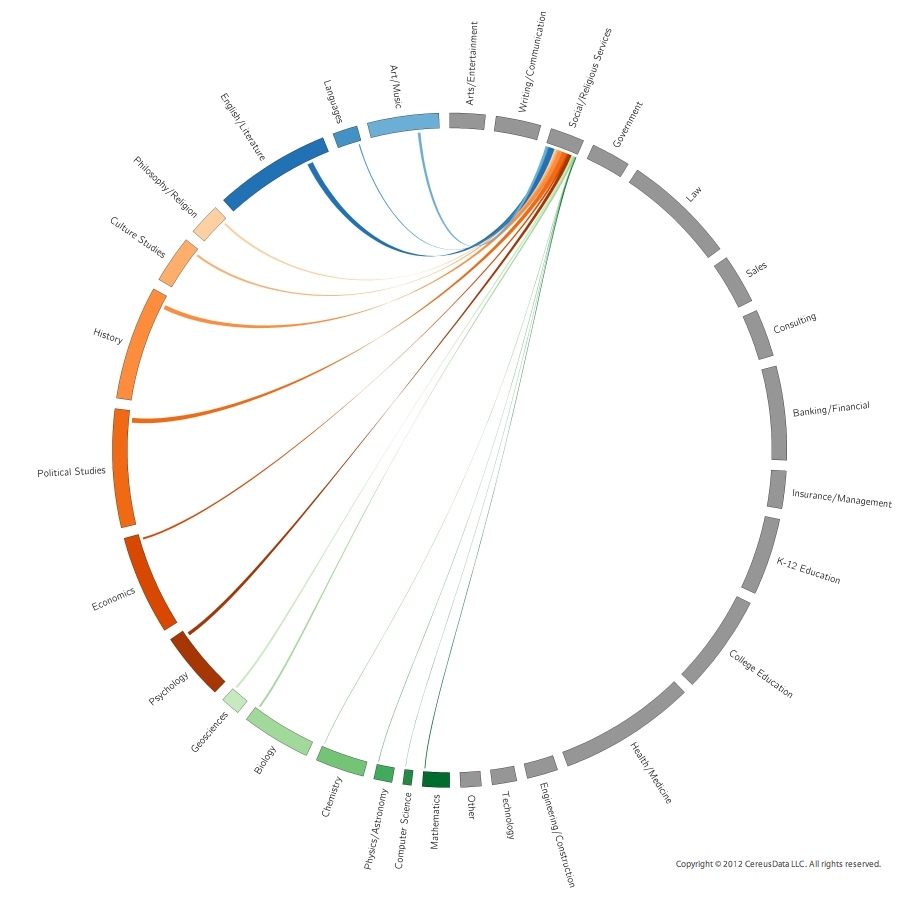 Arts/Entertainment
Writing/Communication
Social/Religious Services
Government
Law
Sales
Consulting
Banking/Financial
Insurance/Management
K-12 Education
College Education
Health/Medicine
Engineering/Construction
Technology
Other
Mathematics
Computer Science
Physics/Astronomy
Chemistry
Biology
Geosciences
Psychology
Economics
Political Studies
History
Culture Studies
Philosophy/Religion
English/Literature
Languages
Art/Music
Copyright © 2012 CereusData LLC. All rights reserved.